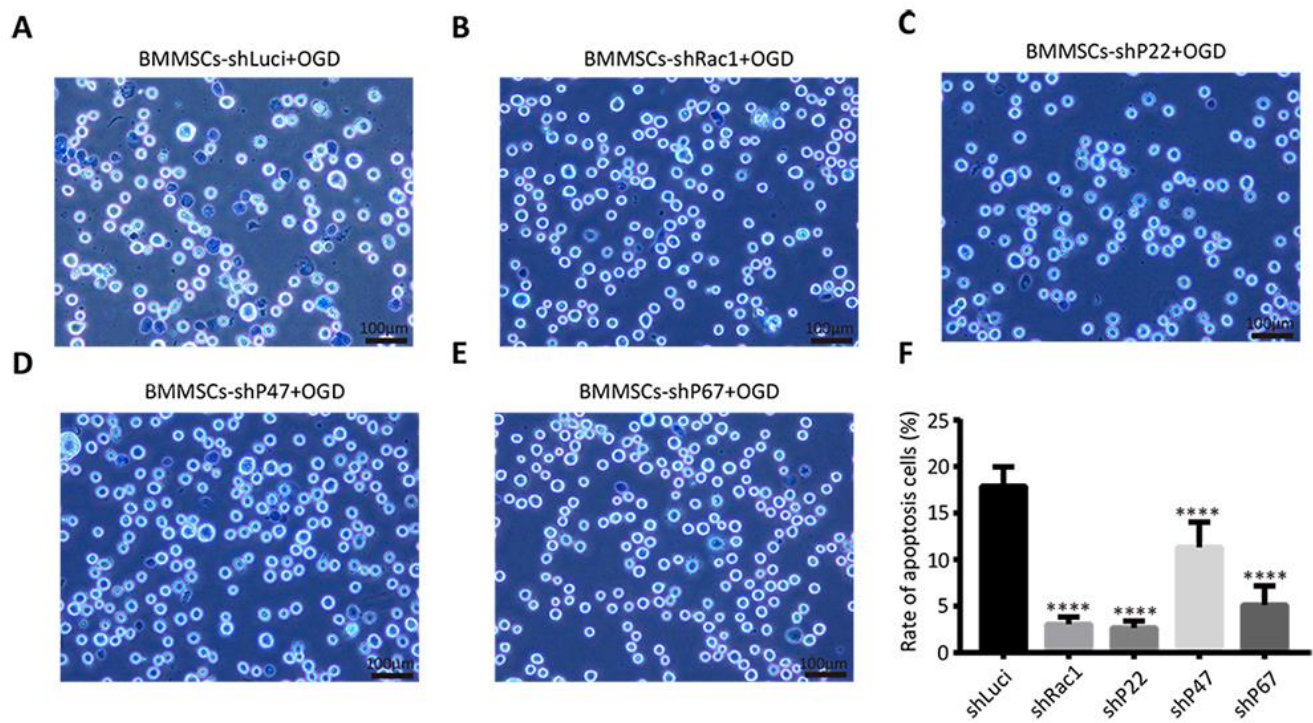 A
BMMSCs-shLuci+OGD
100μm
B
BMMSCs-shRac1+OGD
100μm
C
BMMSCs-shP22+OGD
100μm
D
BMMSCs-shP47+OGD
100μm
E
BMMSCs-shP67+OGD
100μm
F
Rate of apoptosis cells (%)
25
20
15
10
5
0
****
****
****
****
shLuci
shRac1
shP22
shP47
shP67